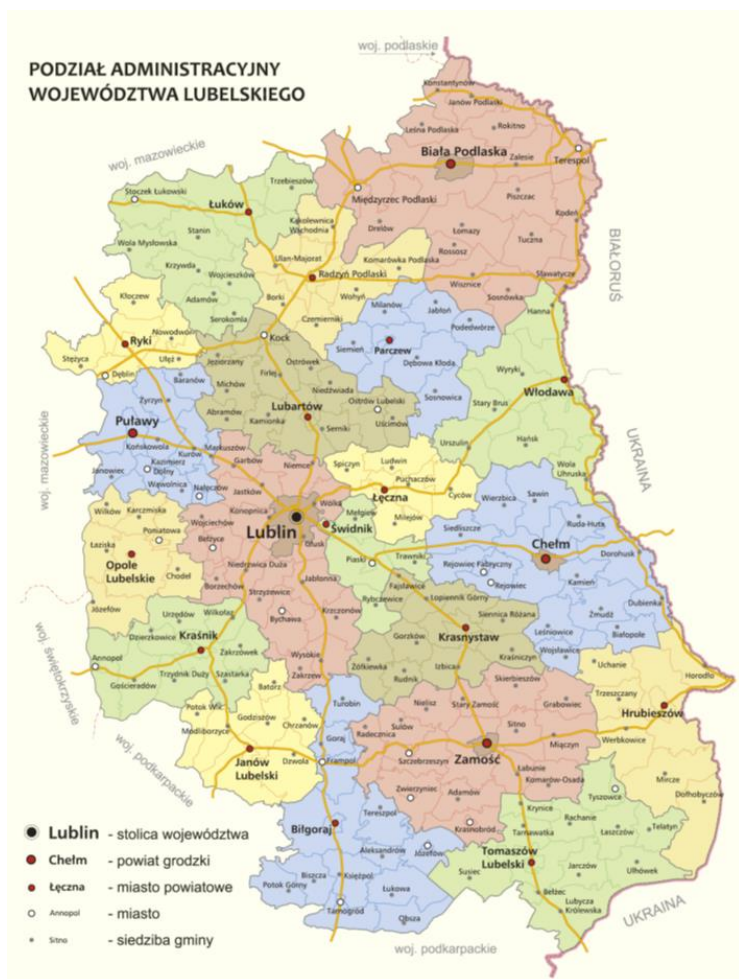 woj. podlaskie
PODZIAŁ ADMINISTRACYJNY
WOJEWÓDZTWA LUBELSKIEGO
Konstantynów
Janów Podlaski
Leśna Podlaska
Rokitno
woj. mazowieckie
Biała Podlaska
Zalesie
Terespol
Trzebieszów
Stoczek Łukowski
Międzyrzec Podlaski
Piszczac
Łuków
Kąkolewnica
Wschodnia
Drelów
Łomazy
Kodeń
Stanin
Tuczna
BIAŁORUŚ
Wola Mysłowska
Ulan-Majorat
Komarówka Podlaska
Rossosz
Krzywda
Wojcieszków
Radzyń Podlaski
Wisznice
Sławatycze
Kłoczew
Adamów
Borki
Wohyń
Sosnówka
Milanów
Jabłoń
Hanna
Serokomla
Czemierniki
Podedwórze
Nowodwór
Ryki
Kock
Siemień
Parczew
Stężyca
Ułęż
Jeziorzany
Ostrówek
Dębowa Kłoda
Dęblin
Baranów
Michów
Firlej
Niedźwiada
Wyryki
Włodawa
Żyrzyn
Ostrów Lubelski
Sosnowica
Stary Brus
Puławy
Abramów
Kamionka
Lubartów
Uścimów
Serniki
Końskowola
Markuszów
Urszulin
Hańsk
UKRAINA
woj. mazowieckie
Kurów
Garbów
Niemce
Spiczyn
Ludwin
Wola
Uhruska
Janowiec
Kazimierz
Dolny
Wąwolnica
Nałęczów
Jastków
Puchaczów
Łęczna
Cyców
Wierzbica
Sawin
Wilków
Karczmiska
Konopnica
Wólka
Mełgiew
Milejów
Siedliszcze
Ruda-Huta
Poniatowa
Wojciechów
Lublin
Świdnik
Łaziska
Bełżyce
Głusk
Chełm
Dorohusk
Opole
Lubelskie
Niedrzwica Duża
Piaski
Trawniki
Rejowiec Fabryczny
Chodel
Borzechów
Jabłonna
Fajsławice
Rejowiec
Kamień
Józefów
Strzyżewice
Rybczewice
Łopiennik Górny
Dubienka
Urzędów
Wilkołaz
Bychawa
Krzczonów
Siennica Różana
Żmudź
Dzierzkowice
Kraśnik
Gorzków
Krasnystaw
Leśniowice
Białopole
woj. świętokrzyskie
Annopol
Zakrzówek
Wysokie
Żółkiewka
Izbica
Kraśniczyn
Wojsławice
Uchanie
Trzydnik Duży
Szastarka
Zakrzew
Rudnik
Horodło
Gościeradów
Batorz
Skierbieszów
Trzeszczany
Potok Wlk.
Turobin
Nielisz
Stary Zamość
Grabowiec
Hrubieszów
Godziszów
Chrzanów
Sułów
Radecznica
Sitno
Modliborzyce
Goraj
Zamość
Miączyn
Werbkowice
woj. podkarpackie
Janów
Lubelski
Dzwola
Frampol
Szczebrzeszyn
Łabunie
Komarów-Osada
Mircze
Zwierzyniec
Adamów
Tyszowce
Dołhobyczów
Tereszpol
Krynice
Rachanie
Biłgoraj
Krasnobród
Tarnawatka
Łaszczów
Telatyn
Aleksandrów
Józefów
Tomaszów
Lubelski
Biszcza
Księżpol
Susiec
Jarczów
Ulhówek
Potok Górny
Łukowa
Bełżec
Lubycza
Królewska
Tarnogród
Obsza
UKRAINA
woj. podkarpackie
Lublin - stolica województwa
Chełm - powiat grodzki
Łęczna - miasto powiatowe
Annopol - miasto
Sitno - siedziba gminy